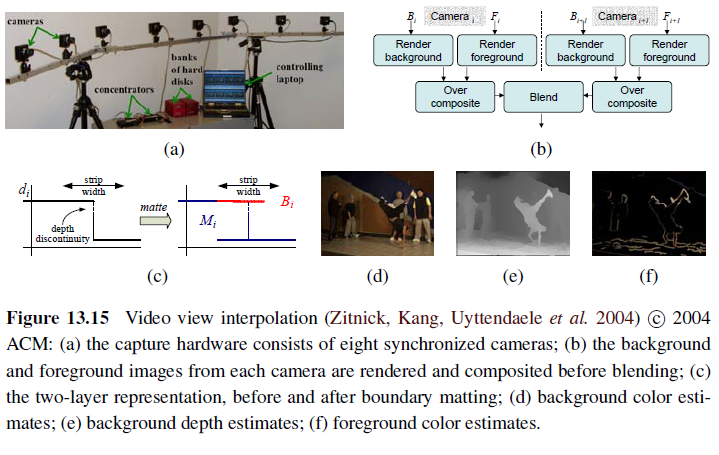 cameras
banks
of hard
disks
controlling
laptop
concentrators
(a)
B_i Camera_i F_i
B_{i+1} Camera_{i+1} F_{i+1}
Render background
Render foreground
Render background
Render foreground
Over composite
Blend
Over composite
(b)
d_i
strip
width
depth
discontinuity
matte
strip
width
M_i
B_i
(c)
(d)
(e)
(f)
Figure 13.15 Video view interpolation (Zitnick, Kang, Uyttendaele et al. 2004) © 2004
ACM: (a) the capture hardware consists of eight synchronized cameras; (b) the background
and foreground images from each camera are rendered and composited before blending; (c)
the two-layer representation, before and after boundary matting; (d) background color esti-
mates; (e) background depth estimates; (f) foreground color estimates.